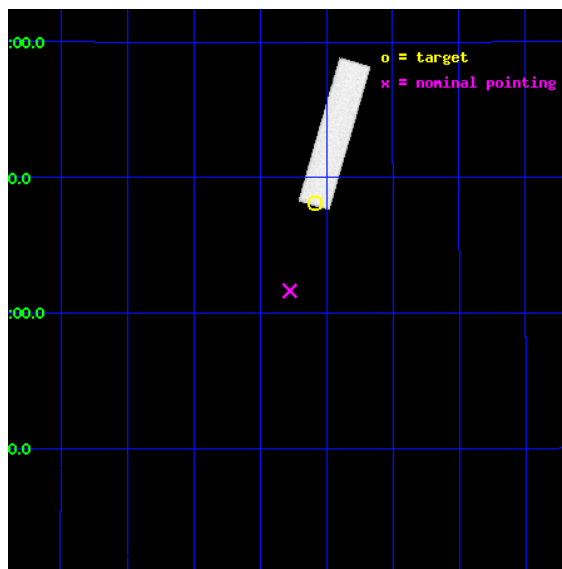 :00.0
o = target
x = nominal pointing
0.0
:00.0
0.0